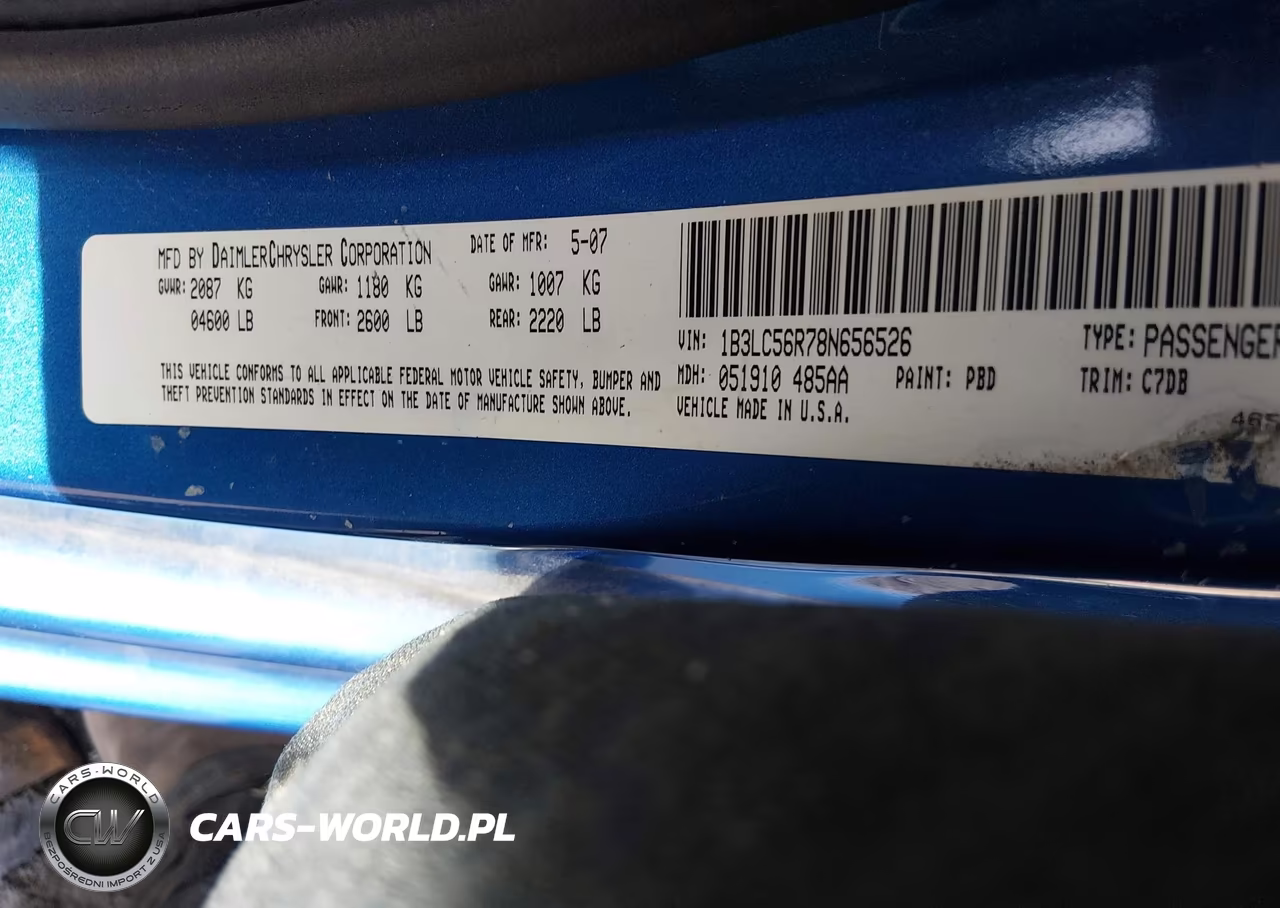 MFD BY DAIMLERCHRYSLER CORPORATION DATE OF MFR: 5-07
GVWR: 2087 KG GAWR: 1180 KG GAWR: 1007 KG
04600 LB FRONT: 2600 LB REAR: 2220 LB
THIS VEHICLE CONFORMS TO ALL APPLICABLE FEDERAL MOTOR VEHICLE SAFETY, BUMPER AND
THEFT PREVENTION STANDARDS IN EFFECT ON THE DATE OF MANUFACTURE SHOWN ABOVE.
VIN: 1B3LC56R78N656526 TYPE: PASSENGER
MDH: 051910 485AA PAINT: PBD TRIM: C7DB
VEHICLE MADE IN U.S.A.
CARS-WORLD
CW
BEZPOŚREDNI IMPORT Z USA
CARS-WORLD.PL